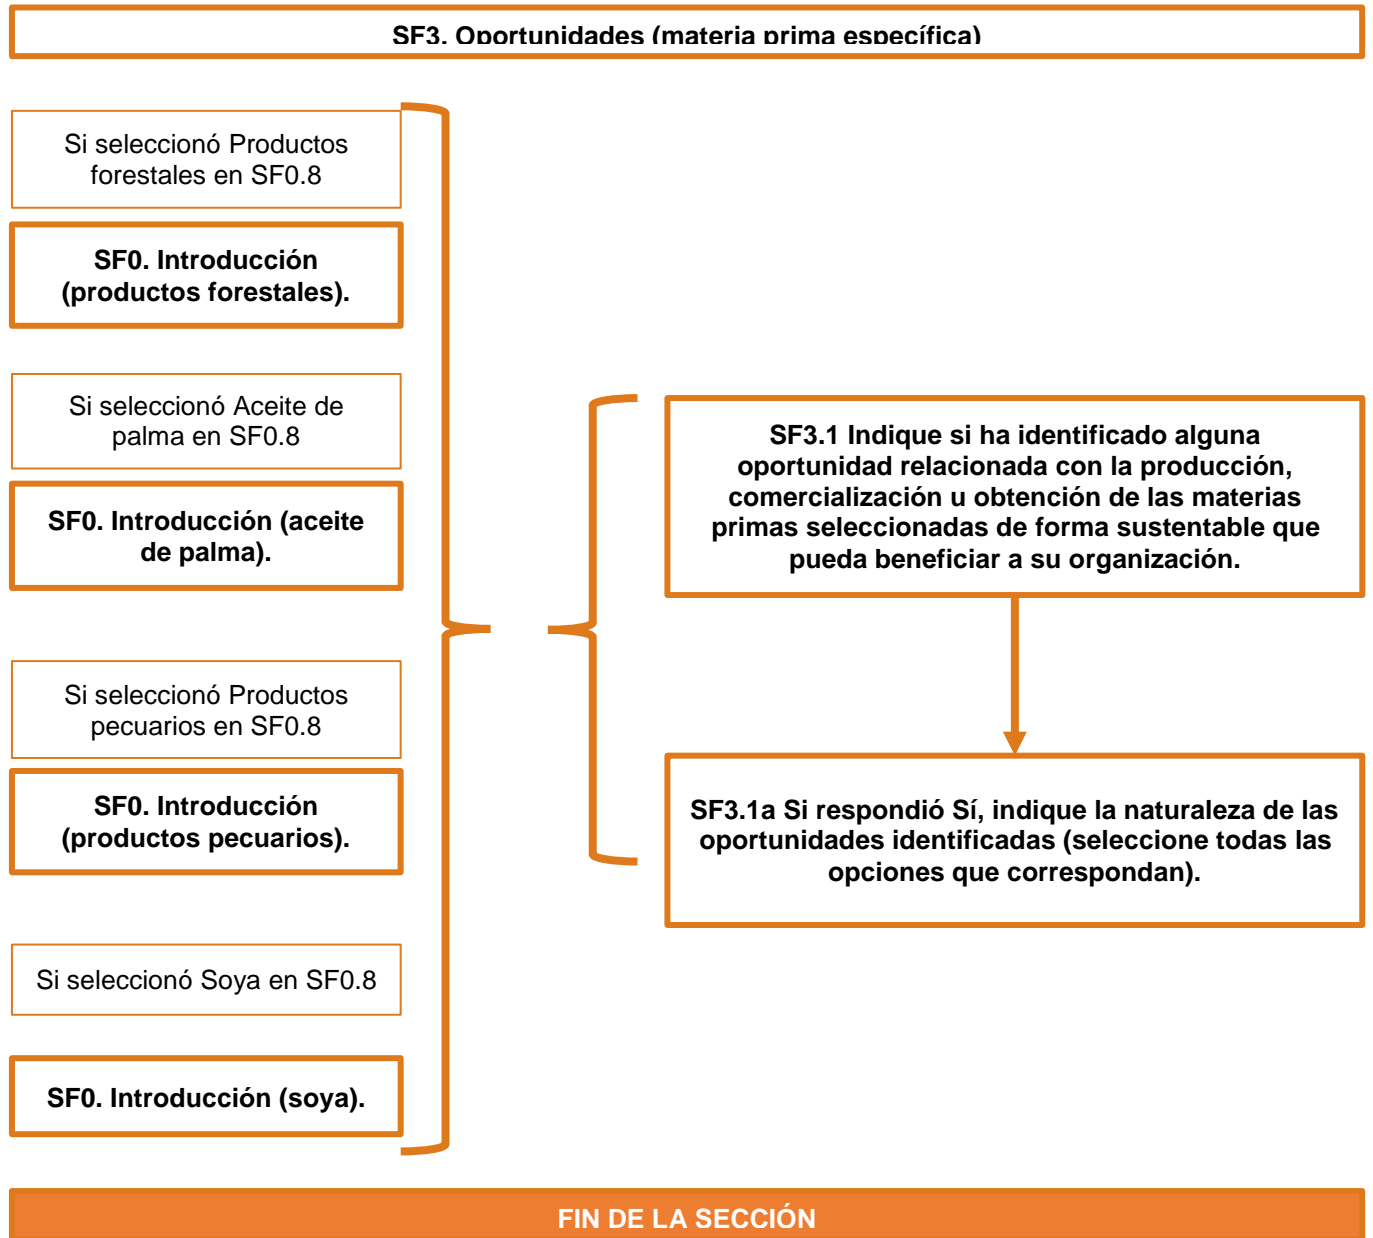 SF3. Oportunidades (materia prima específica)
Si seleccionó Productos
forestales en SF0.8
SF0. Introducción
(productos forestales).
Si seleccionó Aceite de
palma en SF0.8
SF0. Introducción (aceite
de palma).
Si seleccionó Productos
pecuarios en SF0.8
SF0. Introducción
(productos pecuarios).
Si seleccionó Soya en SF0.8
SF0. Introducción (soya).
SF3.1 Indique si ha identificado alguna
oportunidad relacionada con la producción,
comercialización u obtención de las materias
primas seleccionadas de forma sustentable que
pueda beneficiar a su organización.
SF3.1a Si respondió Sí, indique la naturaleza de las
oportunidades identificadas (seleccione todas las
opciones que correspondan).
FIN DE LA SECCIÓN